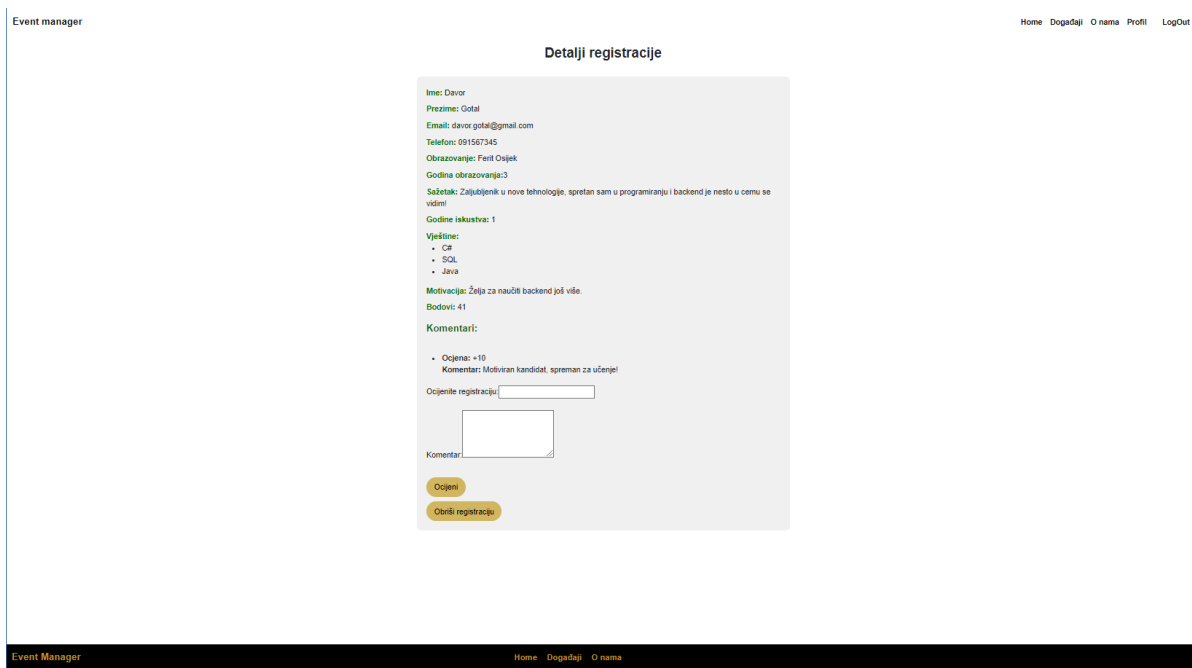 Event manager
Home Događaji O nama Profil LogOut
Detalji registracije
Ime: Davor
Prezime: Gotal
Email: davor.gotal@gmail.com
Telefon: 091567345
Obrazovanje: Ferit Osijek
Godina obrazovanja:3
Sažetak: Zaljubljenik u nove tehnologije, spretan sam u programiranju i backend je nesto u cemu se
vidim!
Godine iskustva: 1
Vještine:
• C#
• SQL
• Java
Motivacija: Želja za naučiti backend još više.
Bodovi: 41
Komentari:
• Ocjena: +10
Komentar: Motiviran kandidat, spreman za učenje!
Ocijenite registraciju:
Komentar:
Ocijeni
Obriši registraciju
Event Manager
Home Događaji O nama